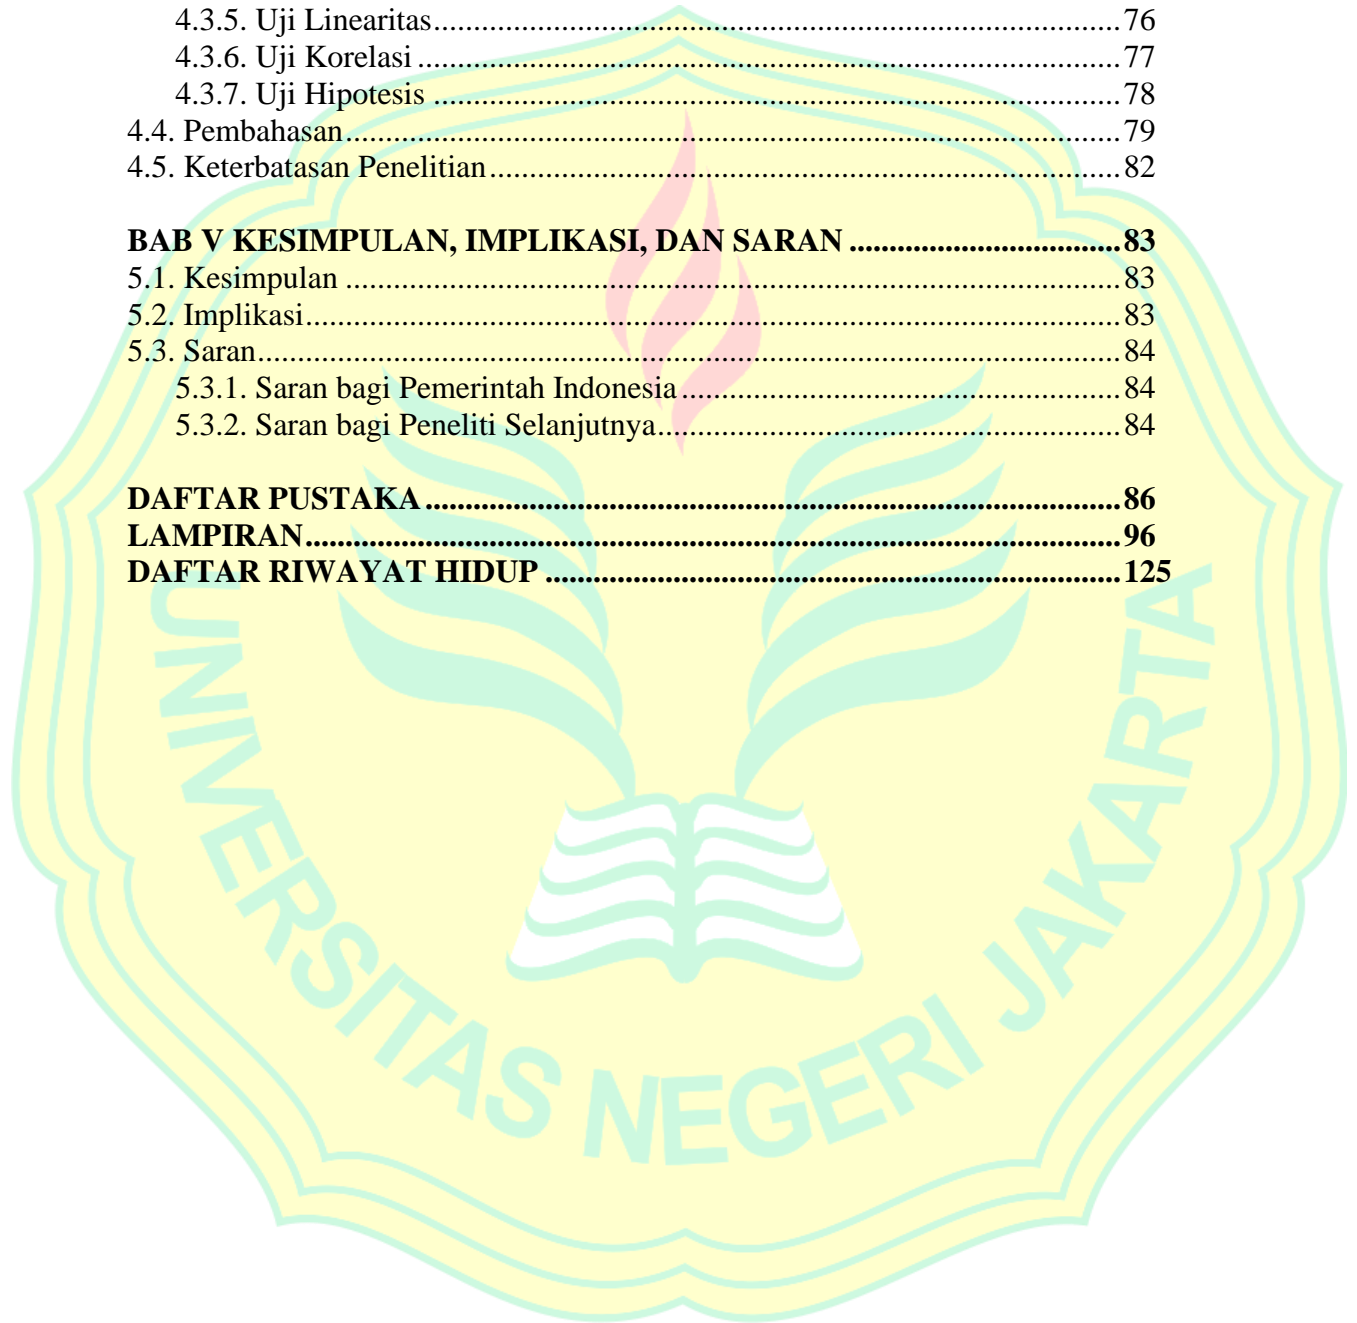 4.3.5. Uji Linearitas.......................................................................................76
4.3.6. Uji Korelasi ........................................................................................77
4.3.7. Uji Hipotesis ......................................................................................78
4.4. Pembahasan.................................................................................................79
4.5. Keterbatasan Penelitian...............................................................................82
BAB V KESIMPULAN, IMPLIKASI, DAN SARAN ..................................83
5.1. Kesimpulan .................................................................................................83
5.2. Implikasi......................................................................................................83
5.3. Saran............................................................................................................84
5.3.1. Saran bagi Pemerintah Indonesia .......................................................84
5.3.2. Saran bagi Peneliti Selanjutnya..........................................................84
DAFTAR PUSTAKA .......................................................................................86
LAMPIRAN......................................................................................................96
DAFTAR RIWAYAT HIDUP ........................................................................125
UNIVERSITAS NEGERI JAKARTA